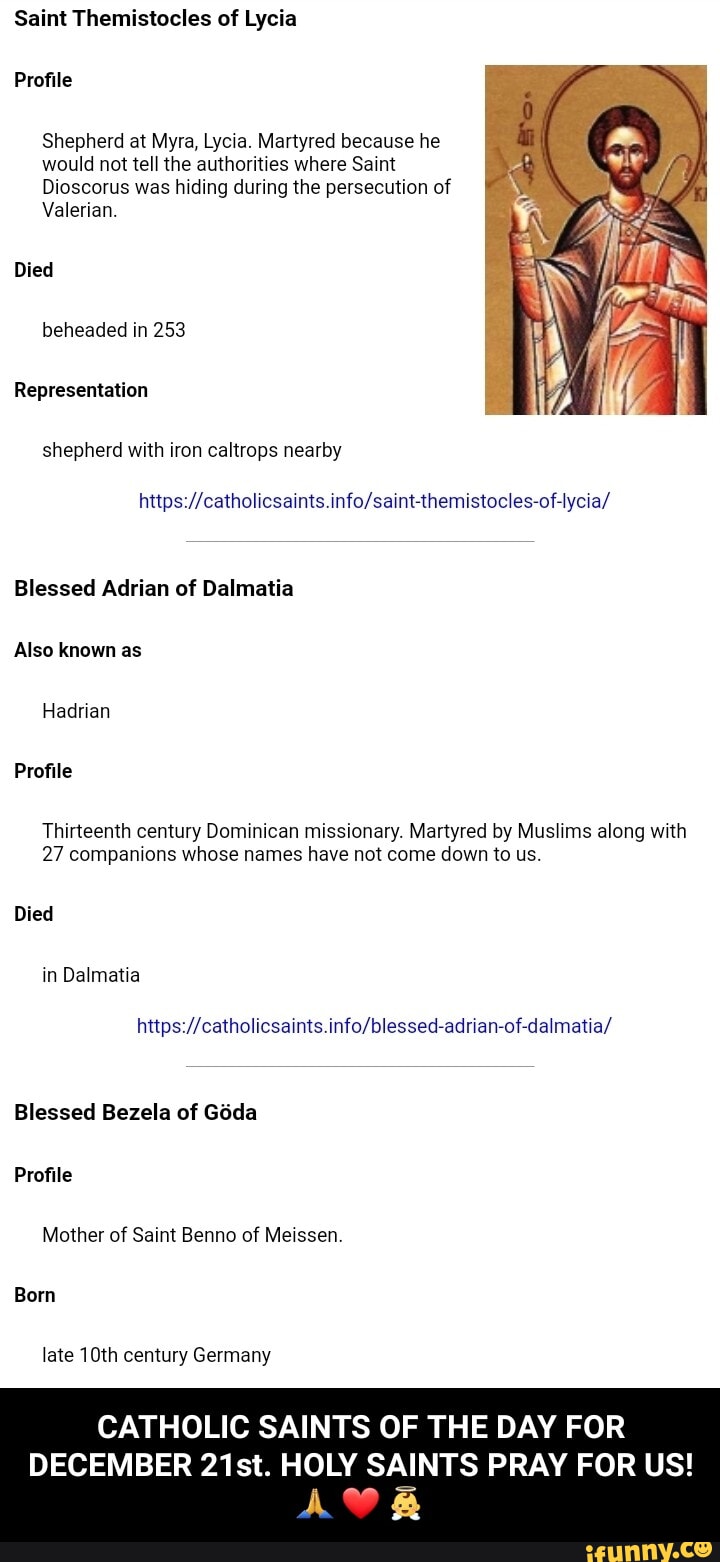 Saint Themistocles of Lycia
Profile
Shepherd at Myra, Lycia. Martyred because he
would not tell the authorities where Saint
Dioscorus was hiding during the persecution of
Valerian.
Died
beheaded in 253
Representation
shepherd with iron caltrops nearby
https://catholicsaints.info/saint-themistocles-of-lycia/
Blessed Adrian of Dalmatia
Also known as
Hadrian
Profile
Thirteenth century Dominican missionary. Martyred by Muslims along with
27 companions whose names have not come down to us.
Died
in Dalmatia
https://catholicsaints.info/blessed-adrian-of-dalmatia/
Blessed Bezela of Göda
Profile
Mother of Saint Benno of Meissen.
Born
late 10th century Germany
CATHOLIC SAINTS OF THE DAY FOR
DECEMBER 21st. HOLY SAINTS PRAY FOR US!
🙏❤️👼
ifunny.co